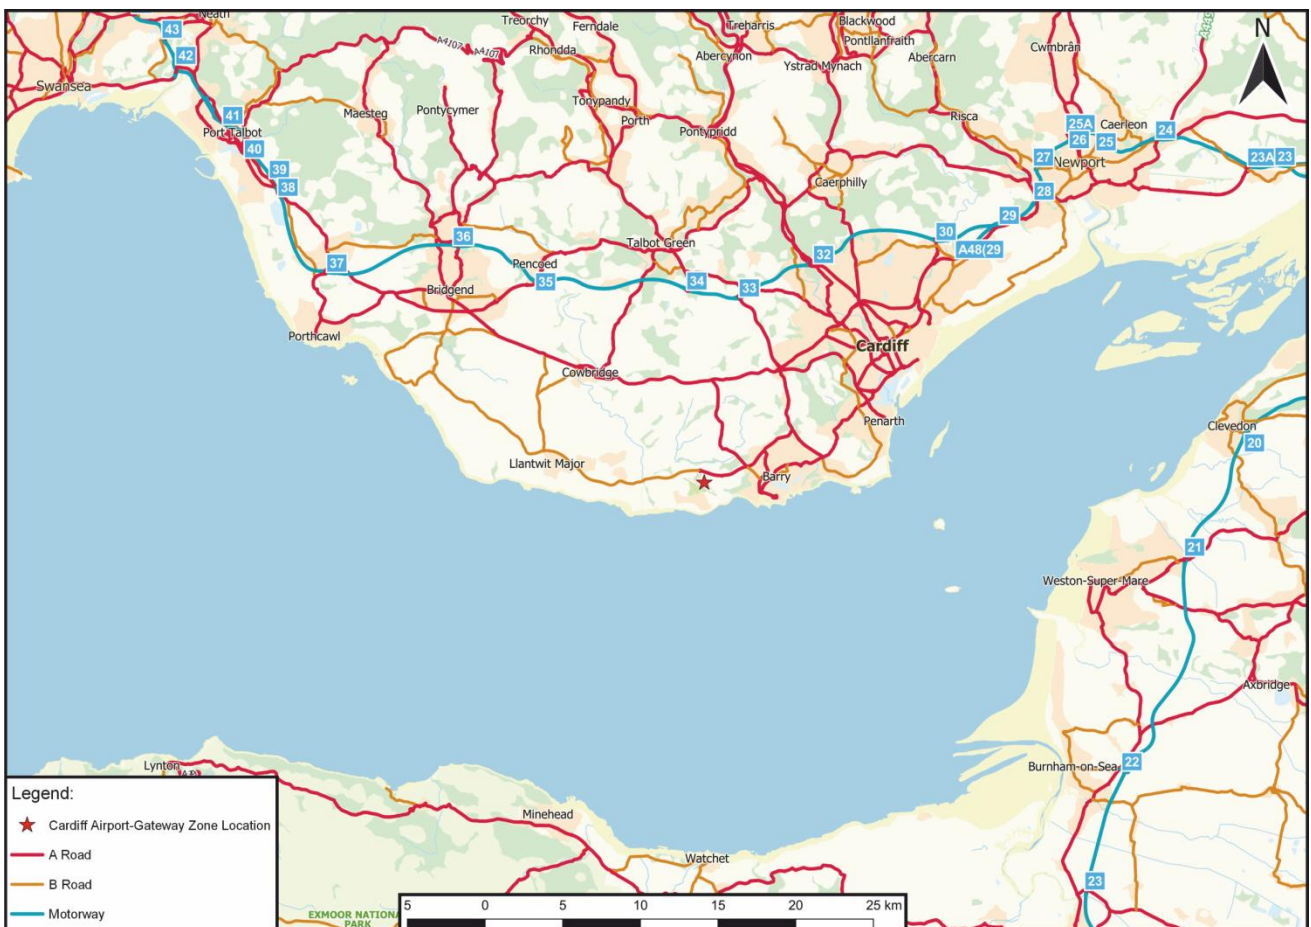 Neath
Treorchy
Ferndale
Treharris
Blackwood
43
A4107
A4107
Rhondda
Pontllanfraith
Cwmbrân
A449
N
42
Abercynon
Ystrad Mynach
Abercarn
Swansea
Tonypandy
41
Maesteg
Pontycymer
Porth
Risca
25A
Caerleon
Port Talbot
Pontypridd
24
40
26
25
27
Newport
23A
23
39
38
Caerphilly
28
29
36
Talbot Green
30
A48(29
37
Pencoed
32
35
34
33
Bridgend
Porthcawl
Cardiff
Cowbridge
Penarth
Clevedon
20
Llantwit Major
Barry
21
Weston-Super-Mare
Axbridge
Lynton
Burnham-on-Sea
22
Legend:
Cardiff Airport-Gateway Zone Location
Minehead
A Road
Watchet
B Road
23
Motorway
EXMOOR NATIONA
PARK
5
0
5
10
15
20
25 km